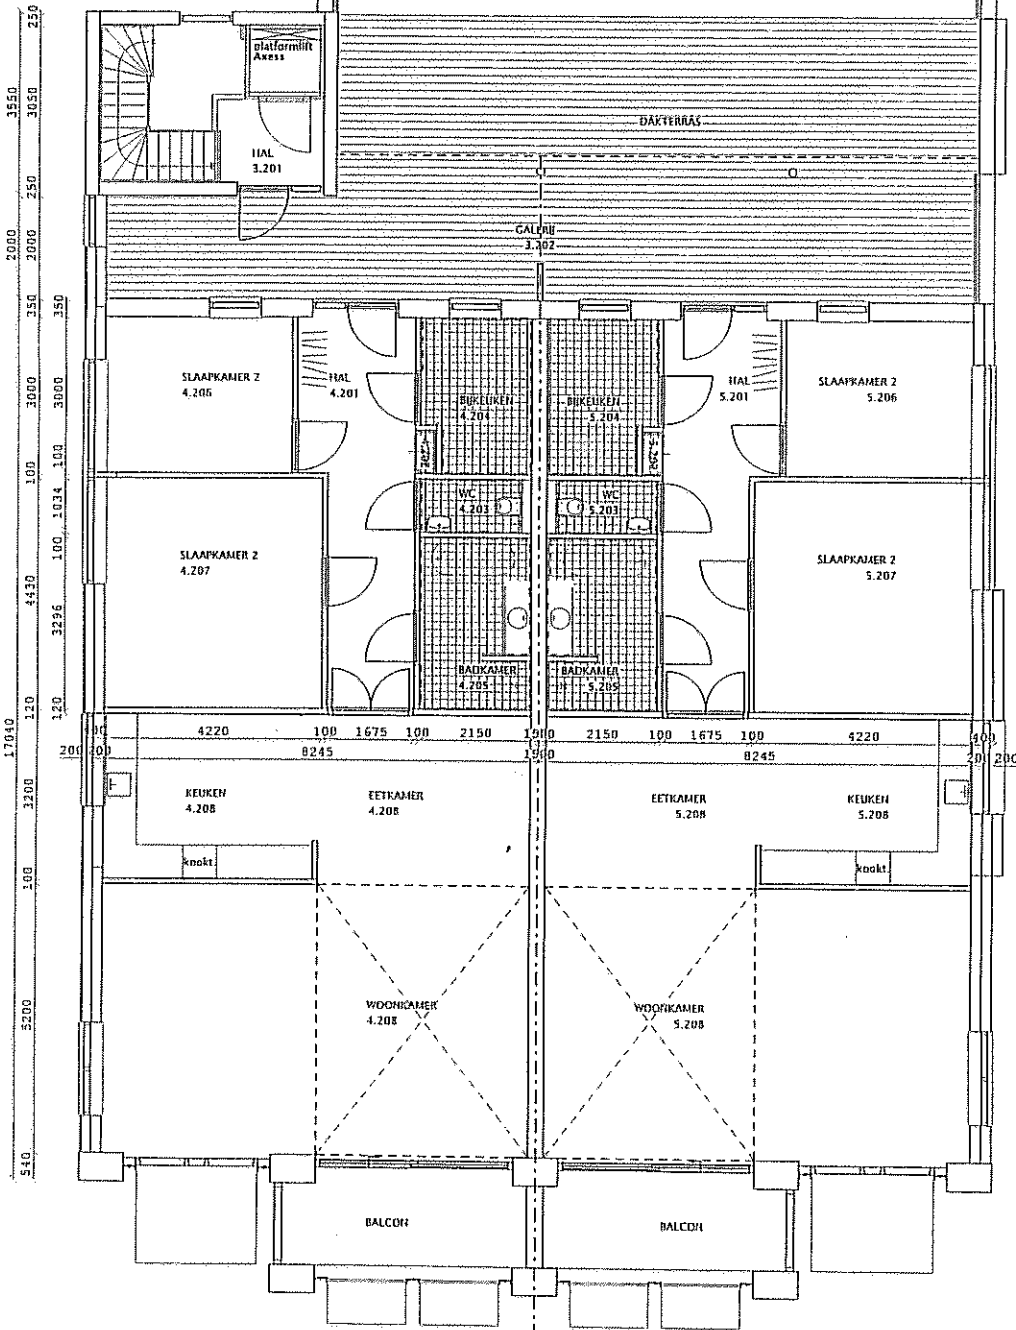 platformlift
Axess
DAKTERRAS
HAL
3.201
GALERIJ
3.202
SLAAPKAMER 2
4.206
HAL
4.201
BIJKEUKEN
4.204
BIJKEUKEN
5.204
HAL
5.201
SLAAPKAMER 2
5.206
5.202
WC
4.203
WC
5.203
SLAAPKAMER 2
4.207
SLAAPKAMER 2
5.207
BADKAMER
4.205
BADKAMER
5.205
400 4220 100 1675 100 2150 2150 100 1675 100 4220 400
200 200 8245 8245 200 200
KEUKEN
4.208
EETKAMER
4.208
EETKAMER
5.208
KEUKEN
5.208
kookt.
kookt.
WOONKAMER
4.208
WOONKAMER
5.208
BALCON
BALCON
17040
3550
2000
4430
250
3050
250
2000
350
3000
100
120
3200
100
5200
540
350
3000
100
1034
100
3296
120